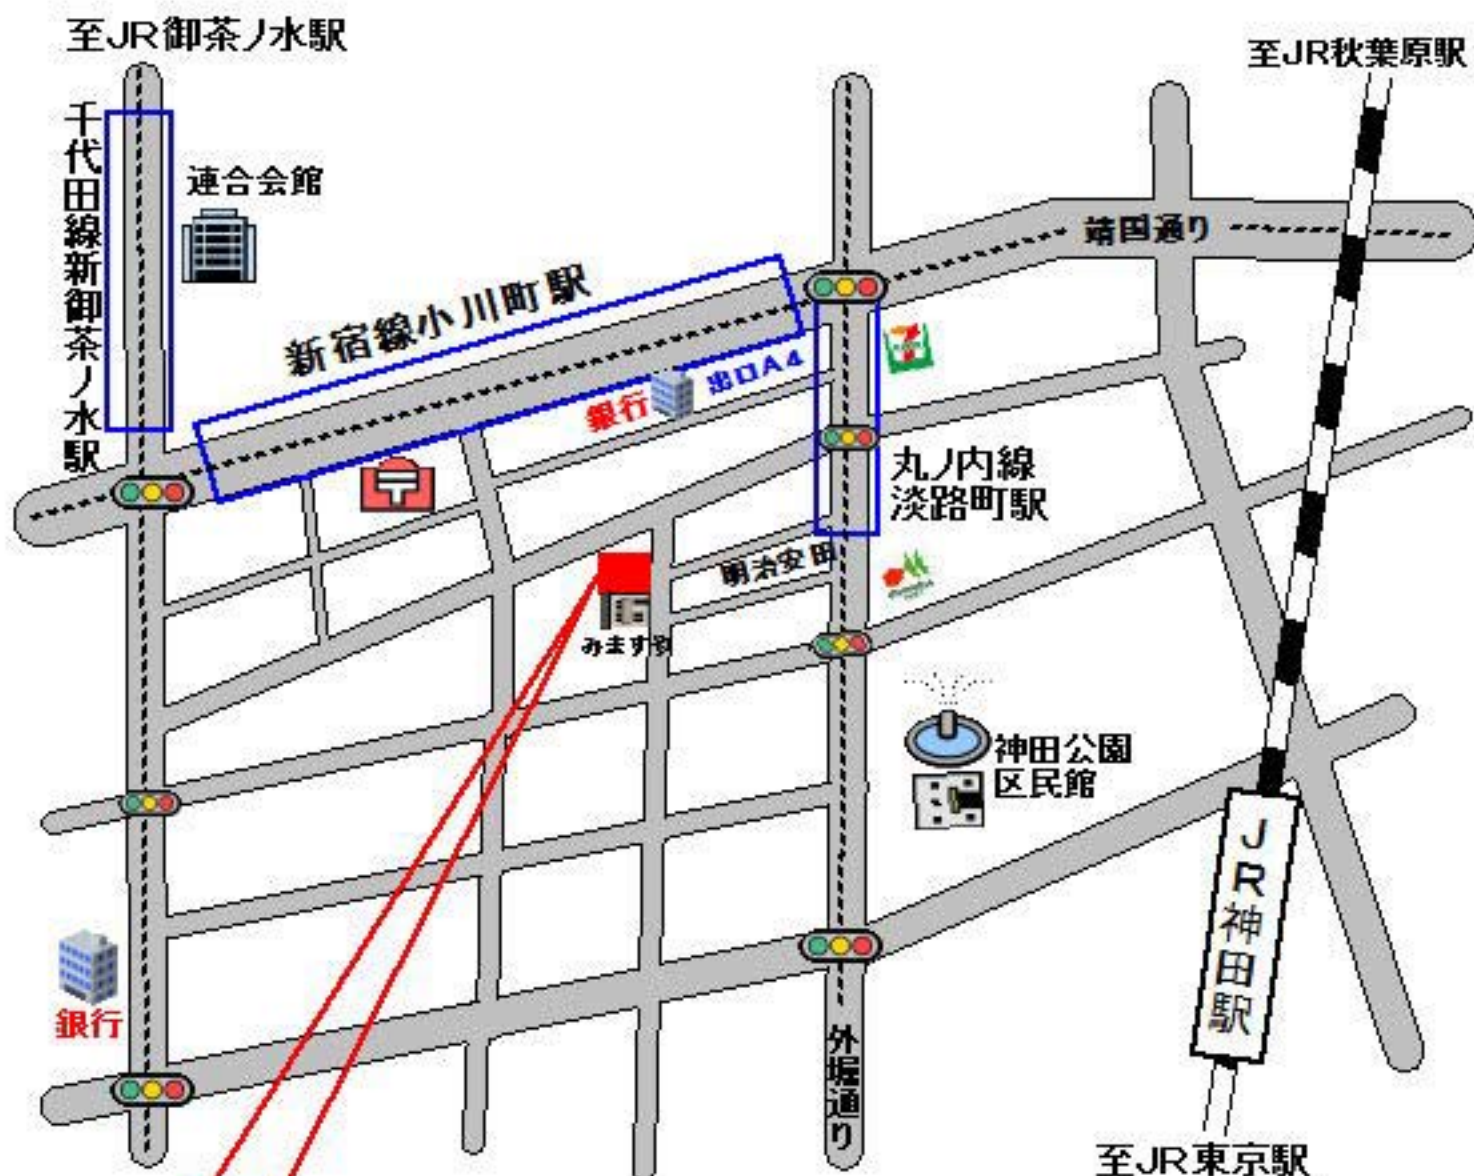 至JR御茶ノ水駅
至JR秋葉原駅
千代田線新御茶ノ水駅
連合会館
靖国通り
新宿線小川町駅
出口A4
銀行
丸ノ内線
淡路町駅
明治安田
みますや
神田公園
区民館
JR神田駅
銀行
外堀通り
至JR東京駅